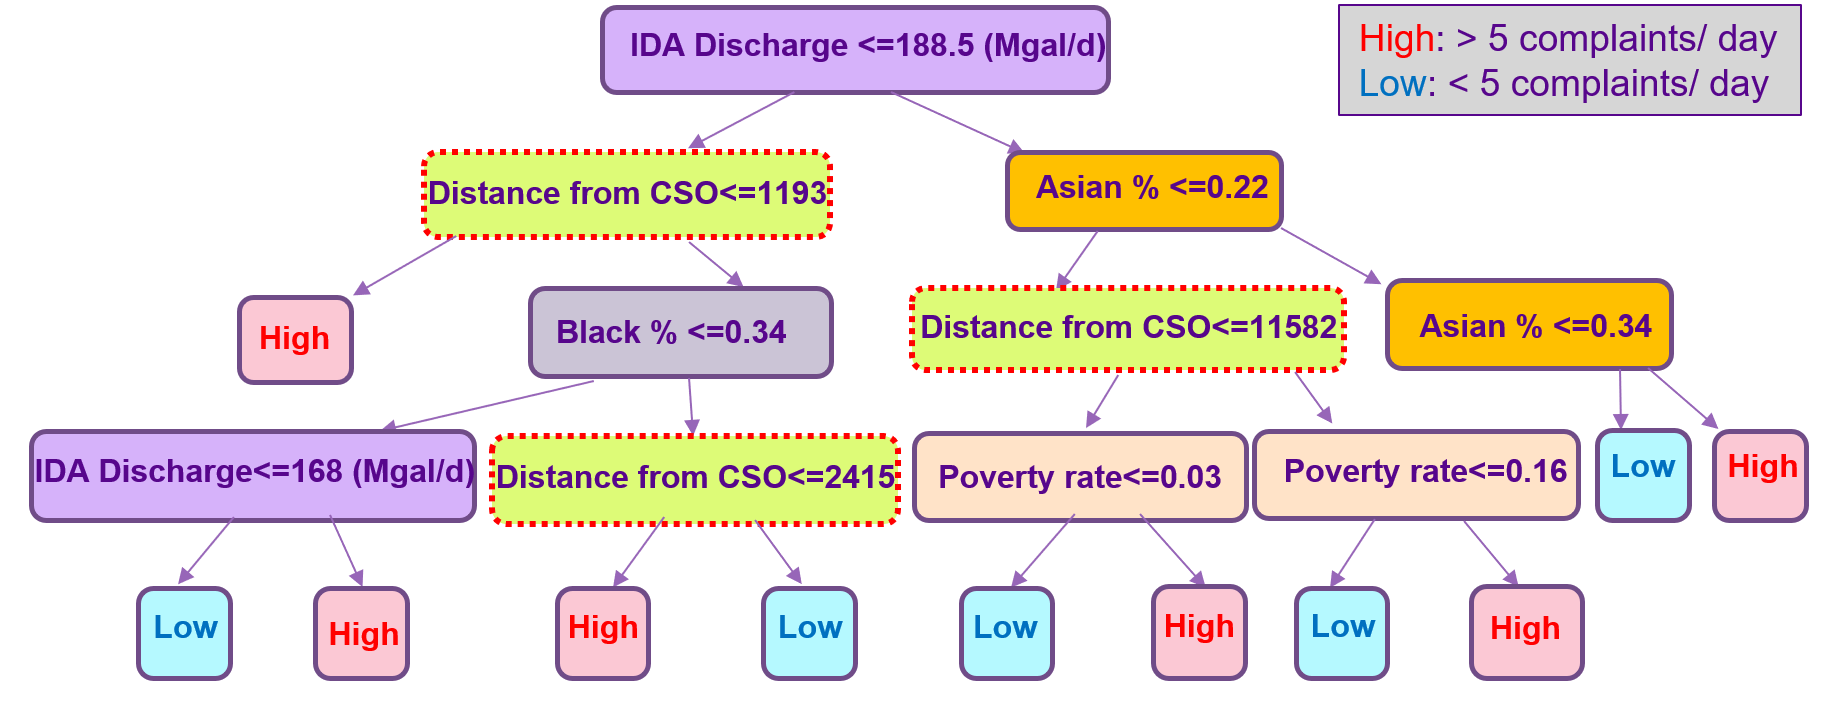 IDA Discharge <=188.5 (Mgal/d)
High: > 5 complaints/ day
Low: < 5 complaints/ day
Distance from CSO<=1193
Asian % <=0.22
High
Black % <=0.34
Distance from CSO<=11582
Asian % <=0.34
IDA Discharge<=168 (Mgal/d)
Distance from CSO<=2415
Poverty rate<=0.03
Poverty rate<=0.16
Low
High
Low
High
High
Low
Low
High
Low
High